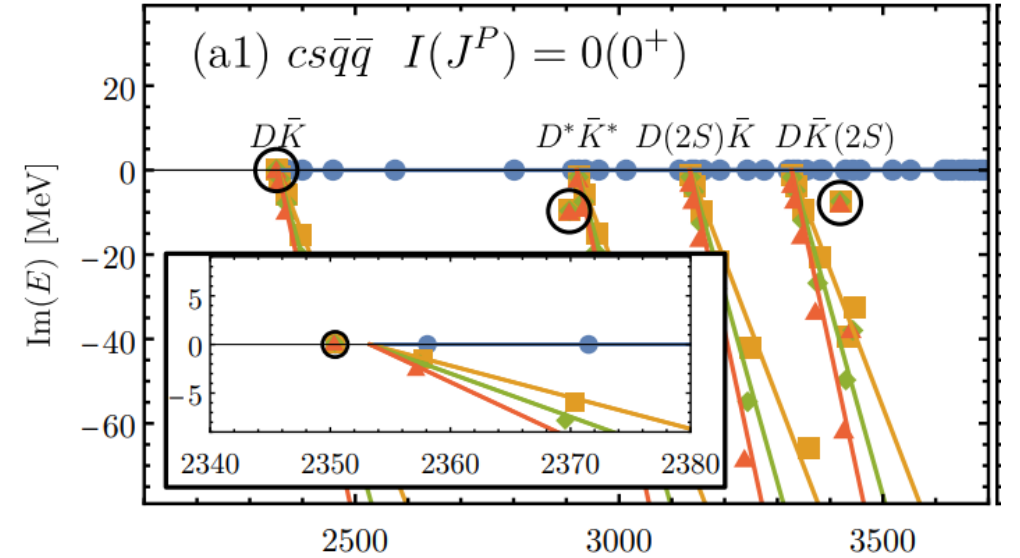 (a1) csq̄q̄ I(J^P) = 0(0^+)
20
DK̄ D*K̄* D(2S)K̄ DK̄(2S)
0
Im(E) [MeV]
−20
5
0
−40
−5
−60
2340 2350 2360 2370 2380
2500 3000 3500